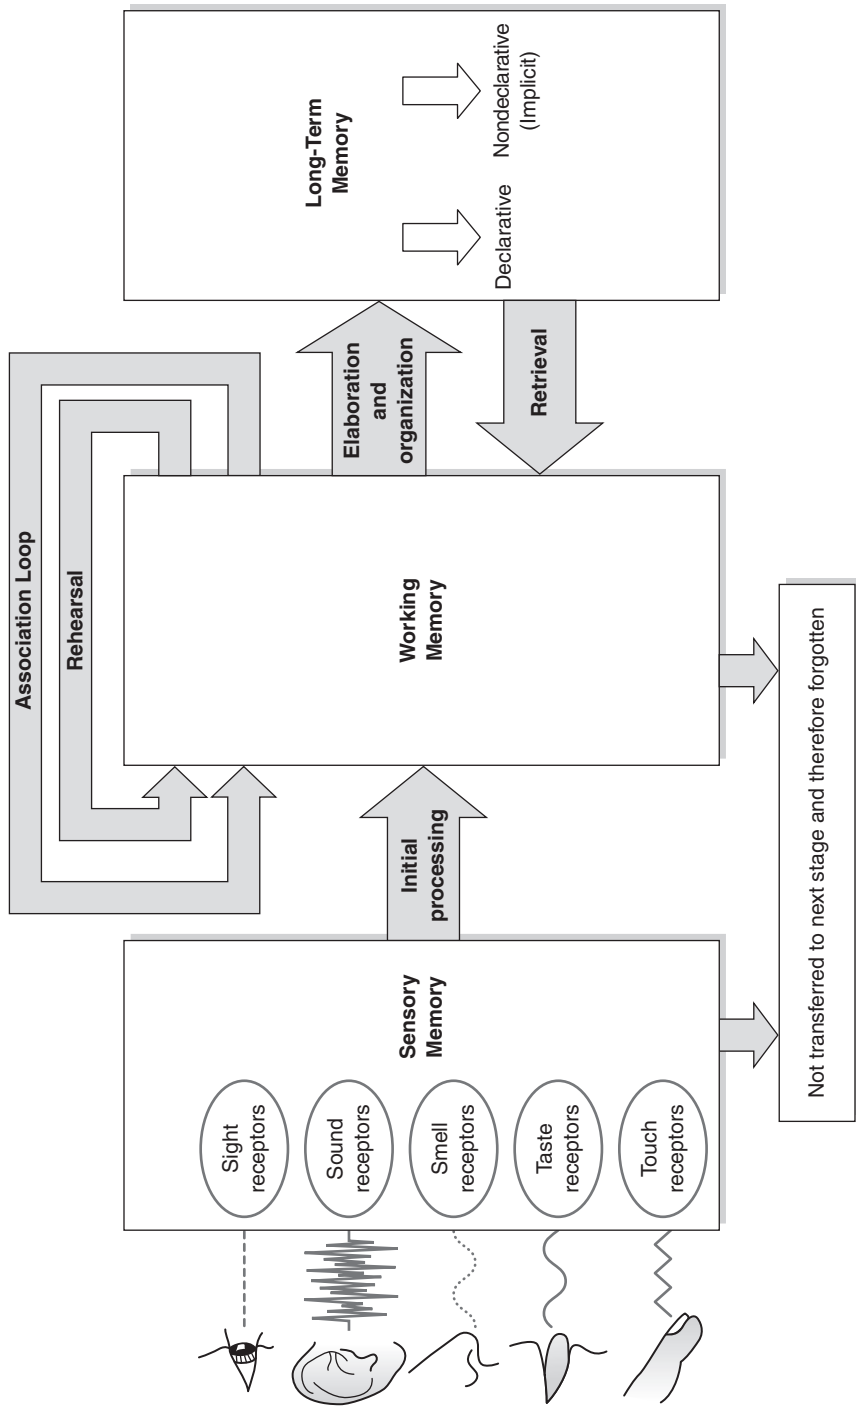 Association Loop
Rehearsal
Sight
receptors
Sound
receptors
Smell
receptors
Taste
receptors
Touch
receptors
Sensory
Memory
Initial
processing
Working
Memory
Elaboration
and
organization
Retrieval
Long-Term
Memory
Declarative
Nondeclarative
(Implicit)
Not transferred to next stage and therefore forgotten